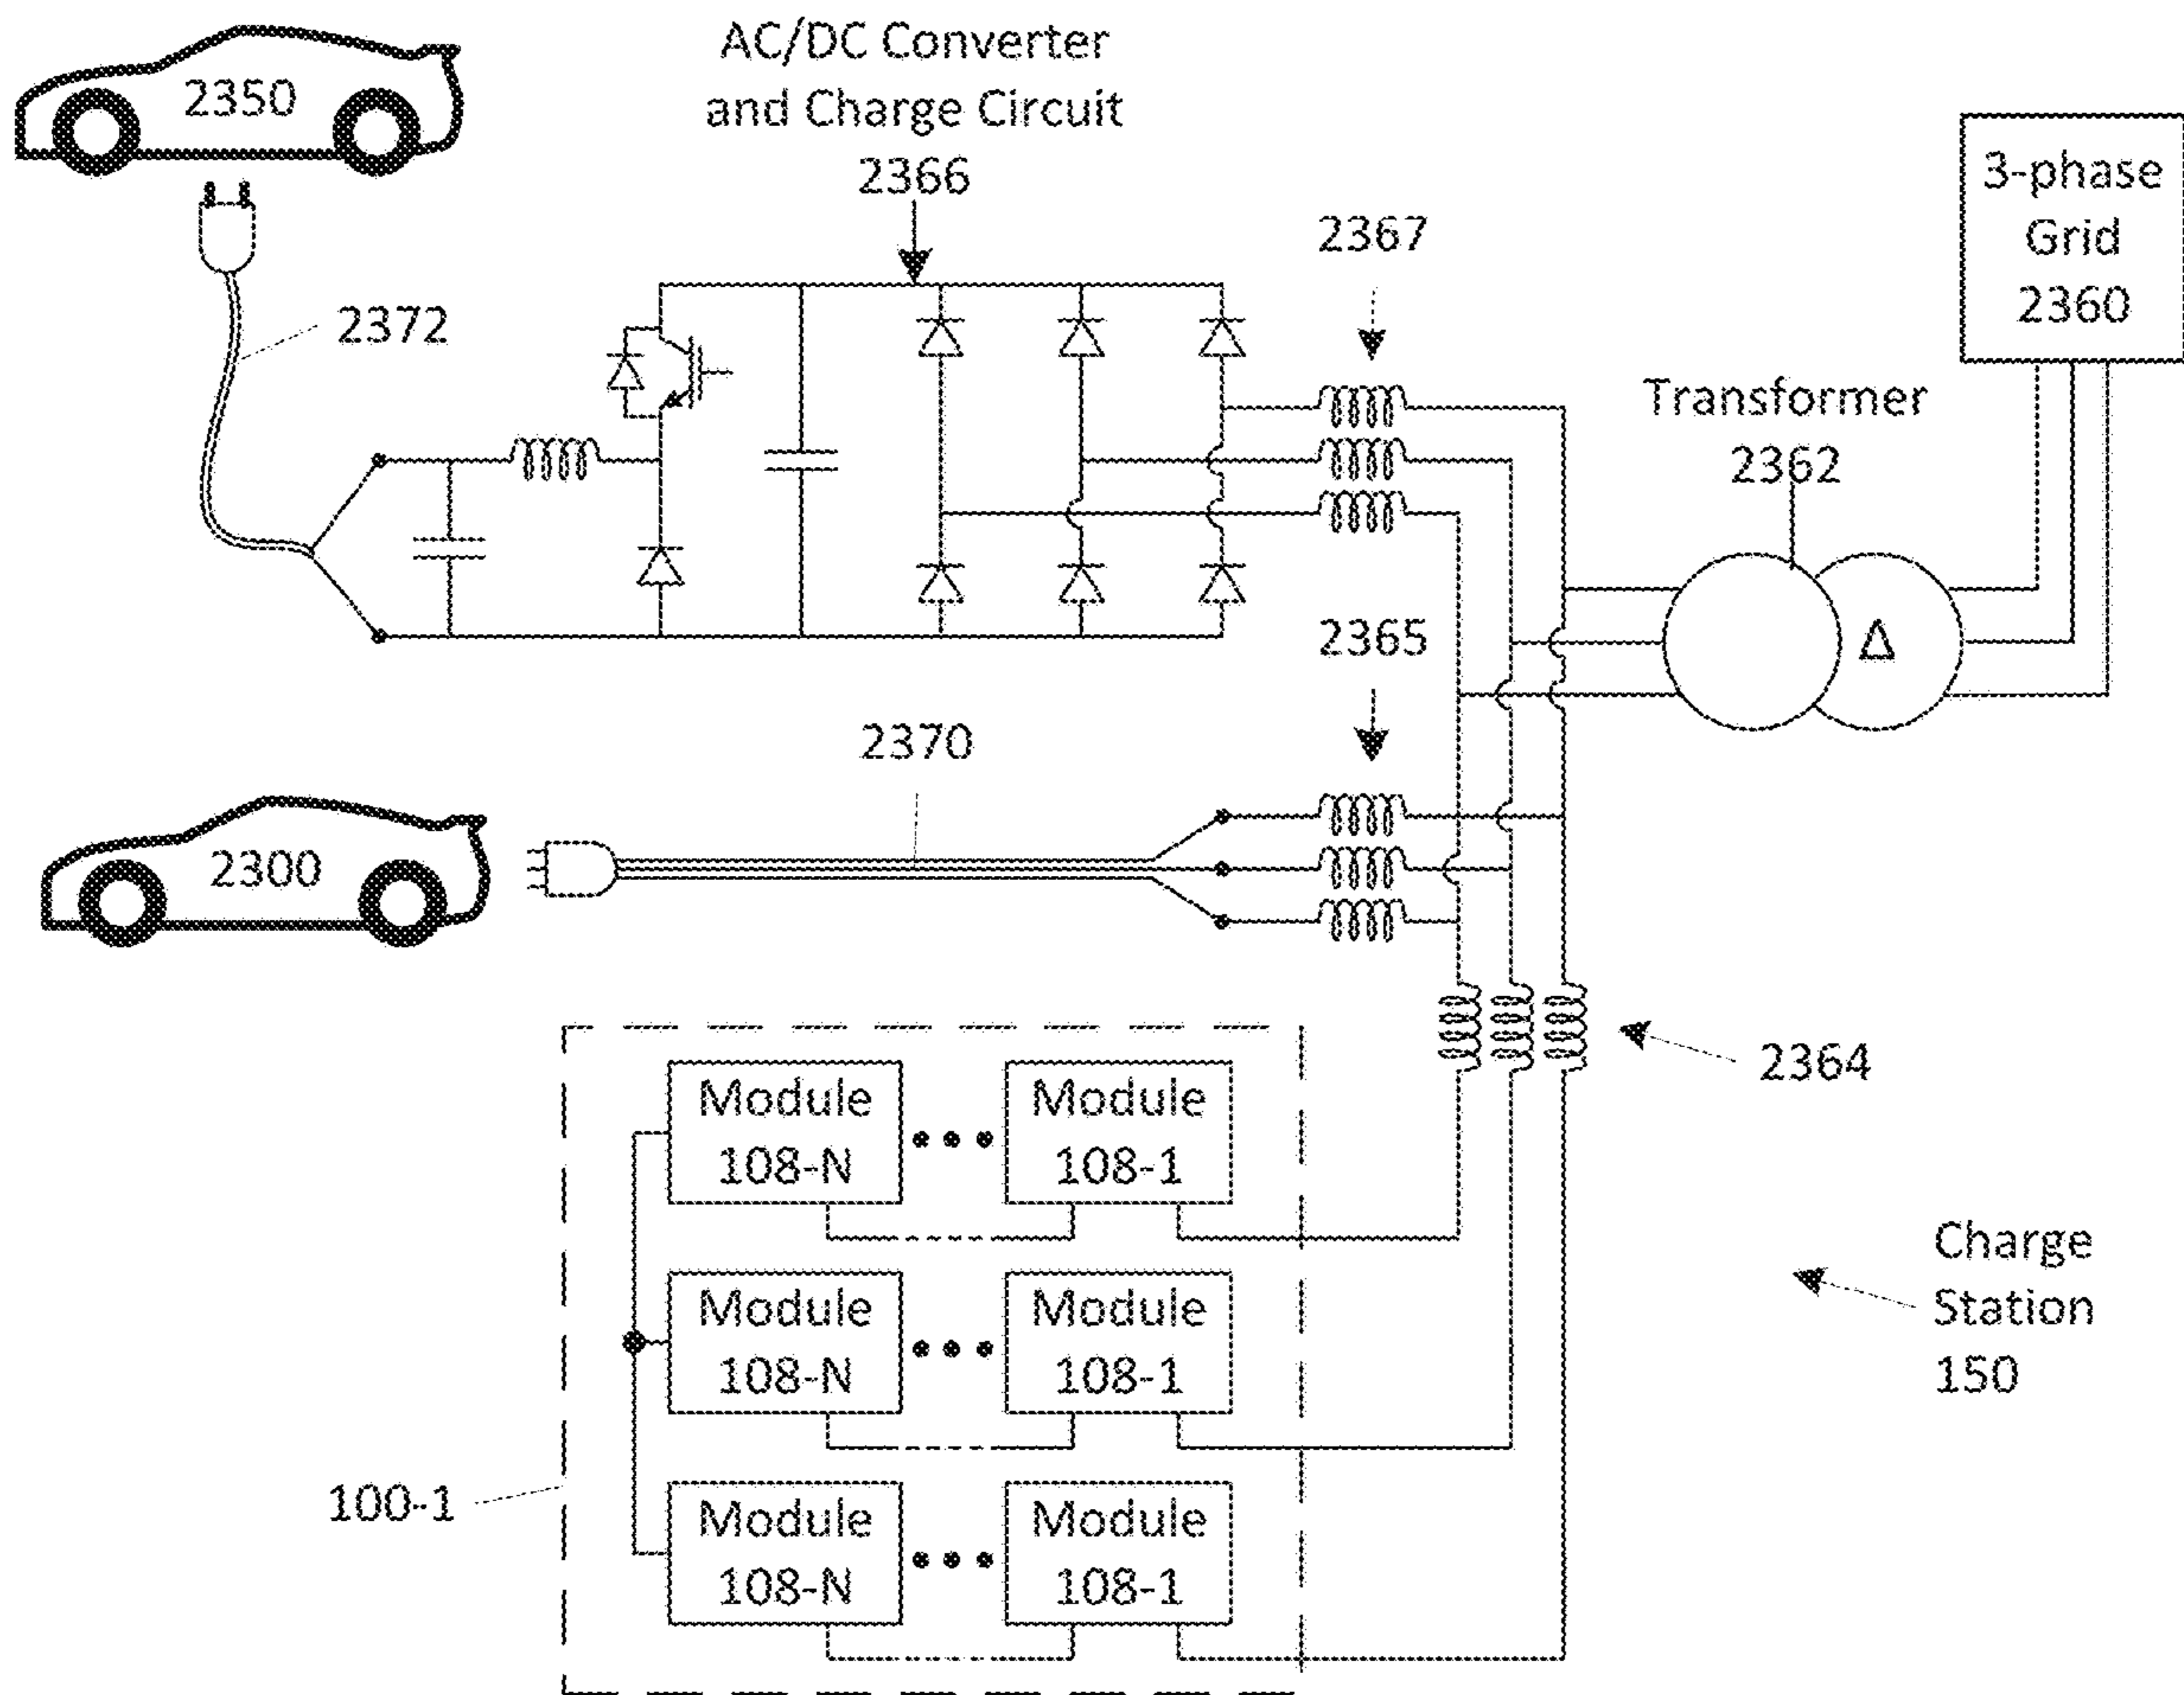 2350
AC/DC Converter
and Charge Circuit
2366
2367
3-phase
Grid
2360
2372
Transformer
2362
Δ
2365
2370
2300
2364
Module
108-N
Module
108-1
Module
108-N
Module
108-1
Module
108-N
Module
108-1
100-1
Charge
Station
150